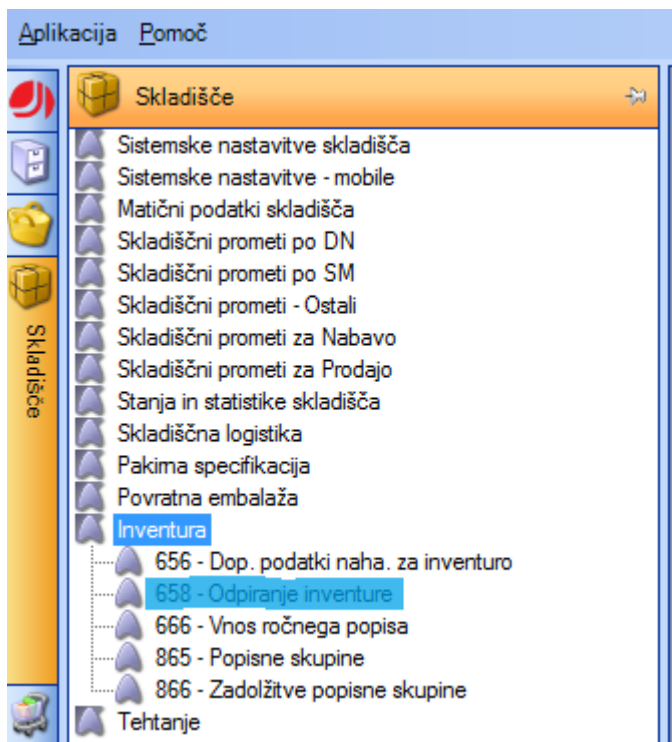 Aplikacija Pomoč
Skladišče
Sistemske nastavitve skladišča
Sistemske nastavitve - mobile
Matični podatki skladišča
Skladiščni prometi po DN
Skladiščni prometi po SM
Skladiščni prometi - Ostali
Skladiščni prometi za Nabavo
Skladiščni prometi za Prodajo
Stanja in statistike skladišča
Skladiščna logistika
Pakirna specifikacija
Povratna embalaža
Inventura
656 - Dop. podatki naha. za inventuro
658 - Odpiranje inventure
666 - Vnos ročnega popisa
865 - Popisne skupine
866 - Zadolžitve popisne skupine
Tehtanje
Skladišče